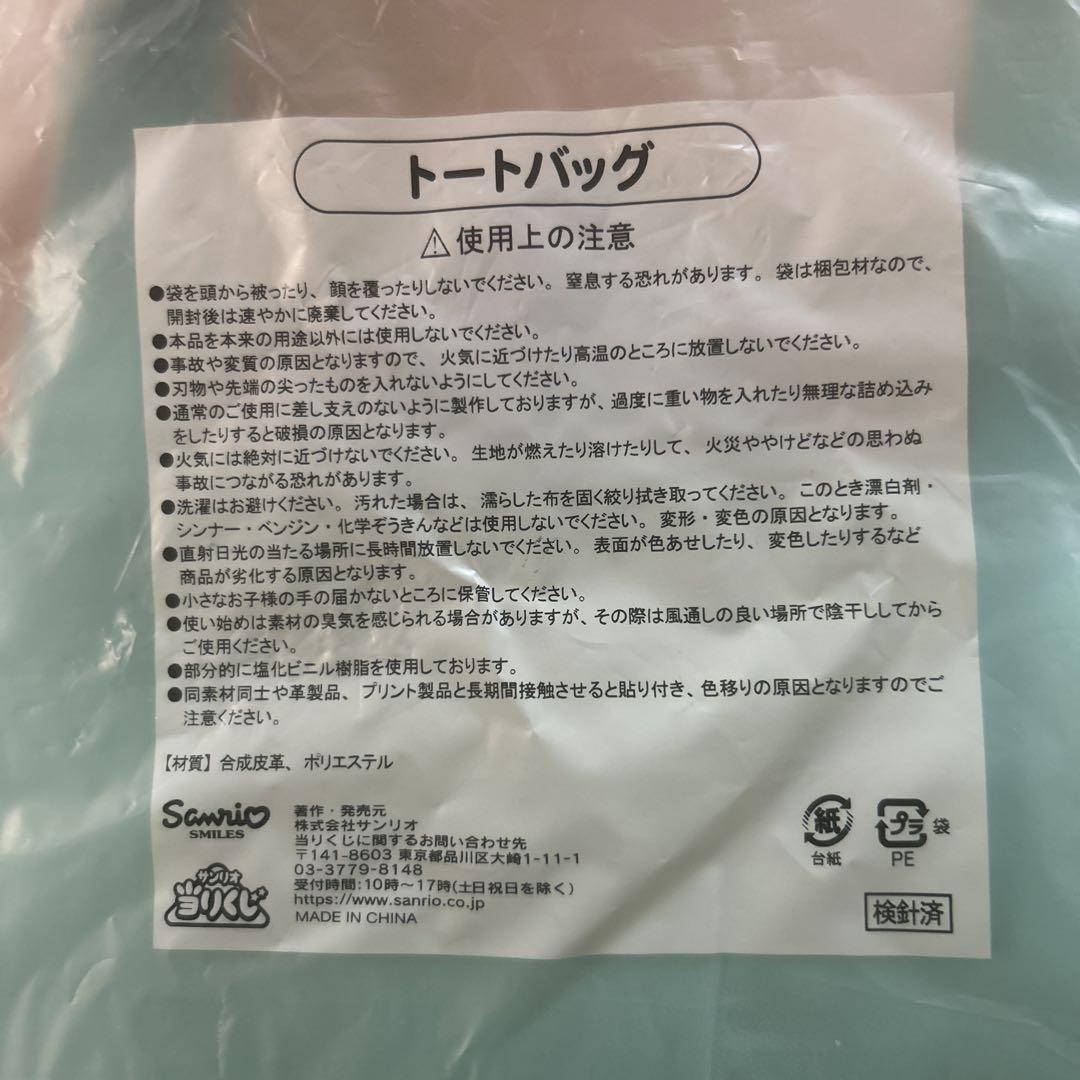 トートバッグ
⚠使用上の注意
●袋を頭から被ったり、顔を覆ったりしないでください。窒息する恐れがあります。袋は梱包材なので、
開封後は速やかに廃棄してください。
●本品を本来の用途以外には使用しないでください。
●事故や変質の原因となりますので、火気に近づけたり高温のところに放置しないでください。
●刃物や先端の尖ったものを入れないようにしてください。
●通常のご使用に差し支えのないように製作しておりますが、過度に重い物を入れたり無理な詰め込み
をしたりすると破損の原因となります。
●火気には絶対に近づけないでください。生地が燃えたり溶けたりして、火災ややけどなどの思わぬ
事故につながる恐れがあります。
●洗濯はお避けください。汚れた場合は、濡らした布を固く絞り拭き取ってください。このとき漂白剤・
シンナー・ベンジン・化学ぞうきんなどは使用しないでください。変形・変色の原因となります。
●直射日光の当たる場所に長時間放置しないでください。表面が色あせしたり、変色したりするなど
商品が劣化する原因となります。
●小さなお子様の手の届かないところに保管してください。
●使い始めは素材の臭気を感じられる場合がありますが、その際は風通しの良い場所で陰干ししてから
ご使用ください。
●部分的に塩化ビニル樹脂を使用しております。
●同素材同士や革製品、プリント製品と長期間接触させると貼り付き、色移りの原因となりますのでご
注意ください。
【材質】合成皮革、ポリエステル
Sanrio
SMILES
サンリオ
当りくじ
著作・発売元
株式会社サンリオ
当りくじに関するお問い合わせ先
〒141-8603 東京都品川区大崎1-11-1
03-3779-8148
受付時間:10時～17時(土日祝日を除く)
https://www.sanrio.co.jp
MADE IN CHINA
紙
台紙
プラ
袋
PE
検針済